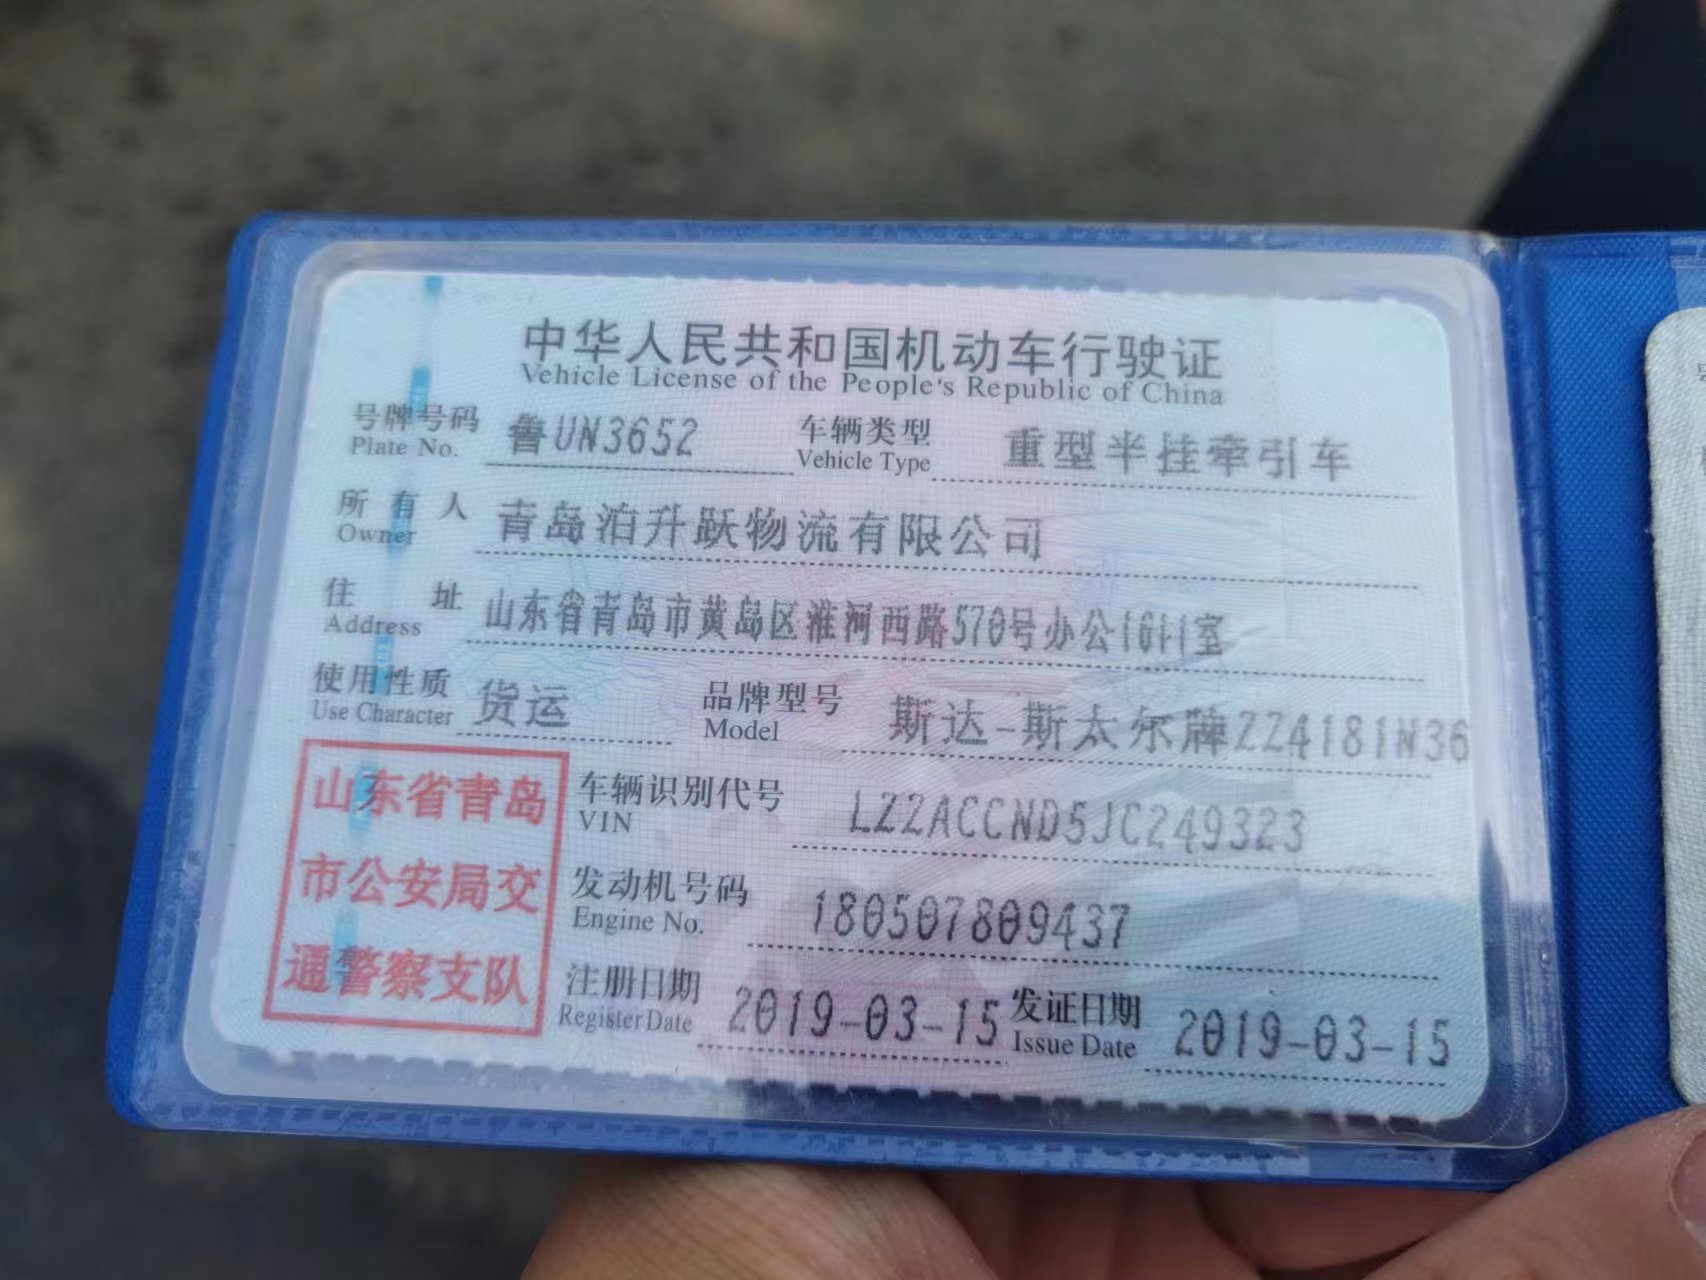 中华人民共和国机动车行驶证
Vehicle License of the People's Republic of China
号牌号码 鲁UN3652 车辆类型 重型半挂牵引车
Plate No. Vehicle Type
所有人 青岛泊升跃物流有限公司
Owner
住址 山东省青岛市黄岛区淮河西路570号办公1611室
Address
使用性质 货运 品牌型号 斯达-斯太尔牌ZZ4181N36
Use Character Model
山东省青岛
市公安局交
通警察支队
车辆识别代号 LZZACCND5JC249323
VIN
发动机号码 180507809437
Engine No.
注册日期 2019-03-15 发证日期 2019-03-15
Register Date Issue Date